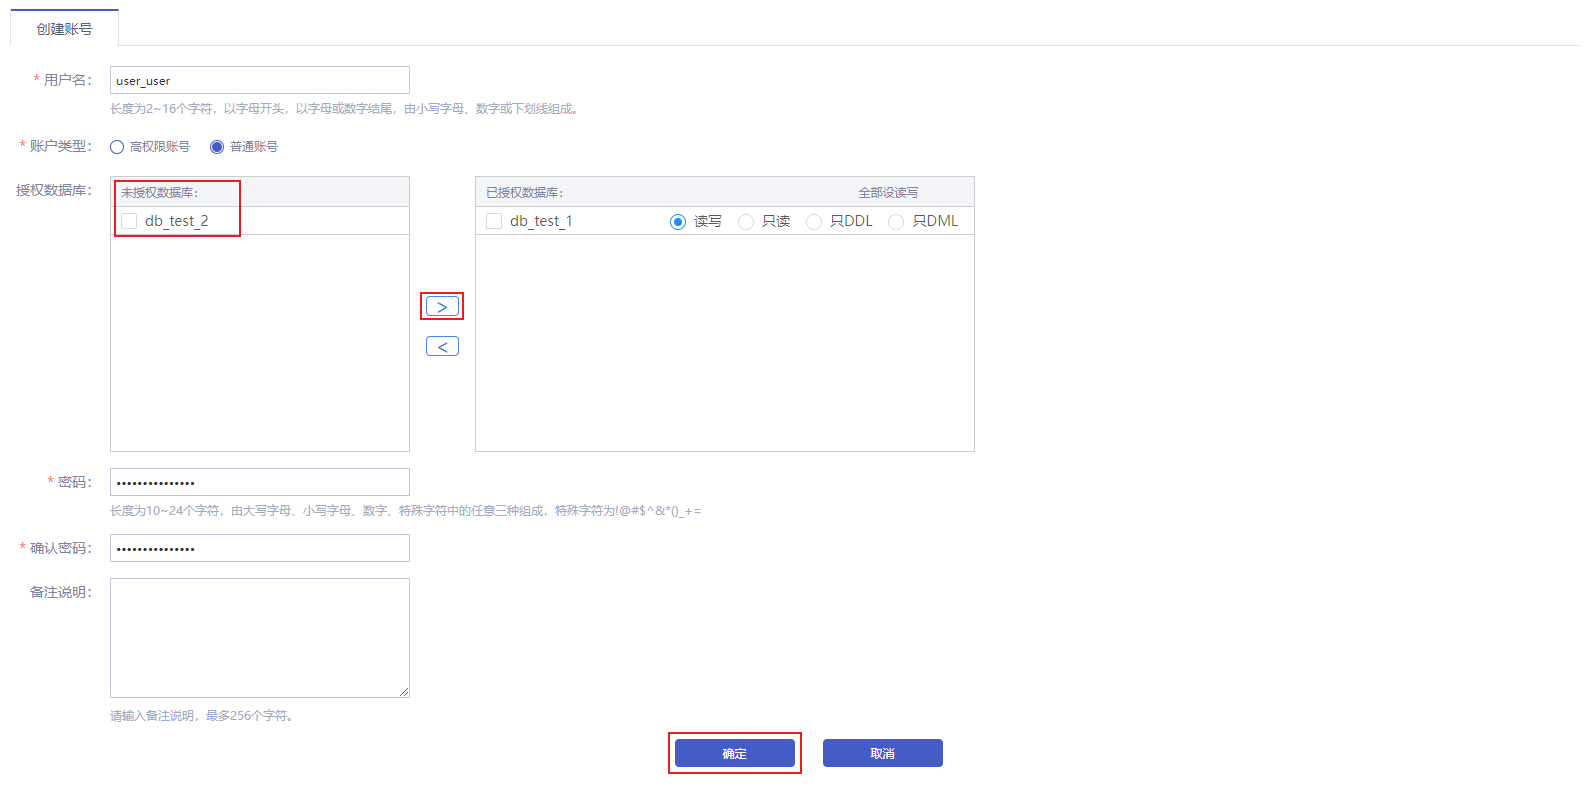 创建账号
* 用户名： user_user
长度为2~16个字符，以字母开头，以字母或数字结尾，由小写字母、数字或下划线组成。
* 账户类型： 高权限账号 普通账号
授权数据库： 未授权数据库： 已授权数据库： 全部设读写
db_test_2 db_test_1 读写 只读 只DDL 只DML
>
<
* 密码： •••••••••••••••
长度为10~24个字符，由大写字母、小写字母、数字、特殊字符中的任意三种组成，特殊字符为!@#$^&*()_+=
* 确认密码： •••••••••••••••
备注说明：
请输入备注说明，最多256个字符。
确定 取消